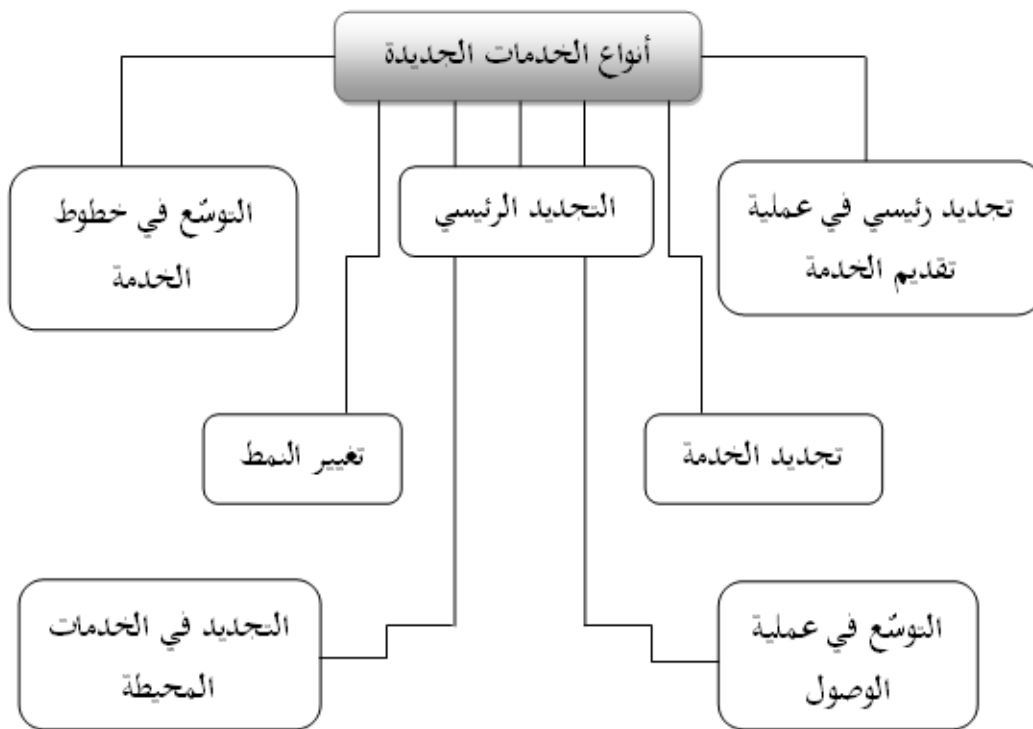 أنواع الخدمات الجديدة
تجديد رئيسي في عملية
تقديم الخدمة
التجديد الرئيسي
التوسّع في خطوط
الخدمة
تجديد الخدمة
تغيير النمط
التوسّع في عملية
الوصول
التجديد في الخدمات
المحيطة